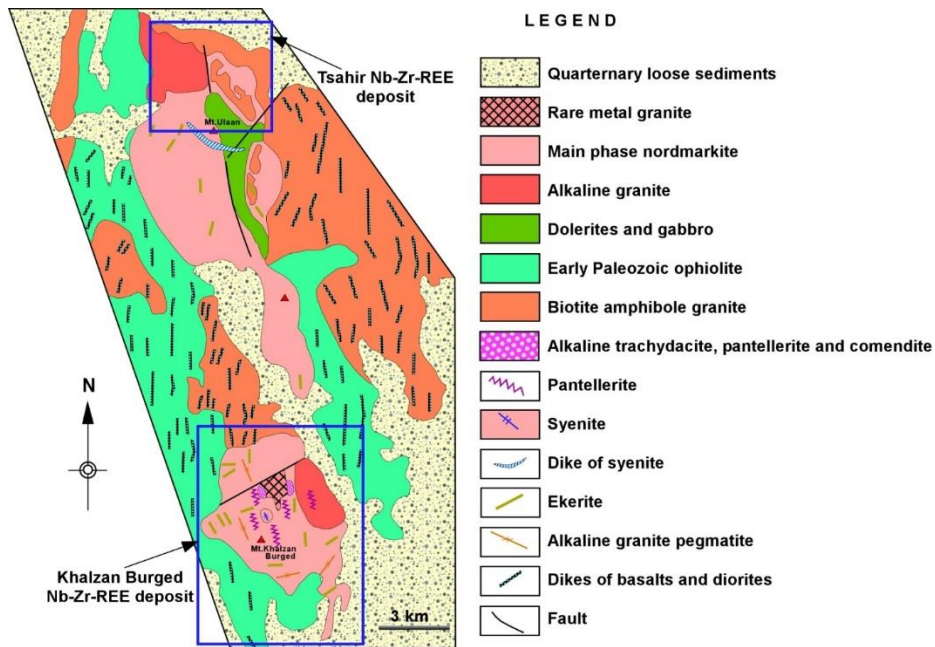 LEGEND
Tsahir Nb-Zr-REE
deposit
Mt.Ulaan
N
Mt.Khalzan
Burged
Khalzan Burged
Nb-Zr-REE deposit
3 km
Quarternary loose sediments
Rare metal granite
Main phase nordmarkite
Alkaline granite
Dolerites and gabbro
Early Paleozoic ophiolite
Biotite amphibole granite
Alkaline trachydacite, pantellerite and comendite
Pantellerite
Syenite
Dike of syenite
Ekerite
Alkaline granite pegmatite
Dikes of basalts and diorites
Fault